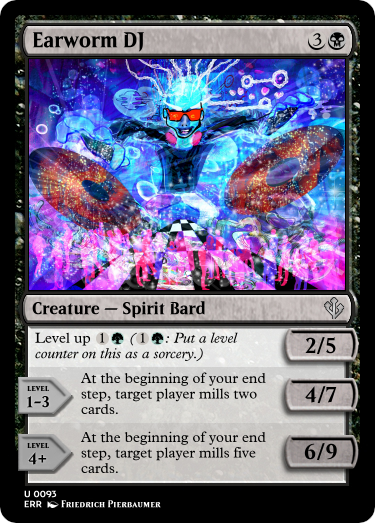 Earworm DJ 3
Creature — Spirit Bard
Level up 1 ( 1 : Put a level
counter on this as a sorcery.)
2/5
LEVEL
1-3
At the beginning of your end
step, target player mills two
cards.
4/7
LEVEL
4+
At the beginning of your end
step, target player mills five
cards.
6/9
U 0093
ERR Friedrich Pierbaumer